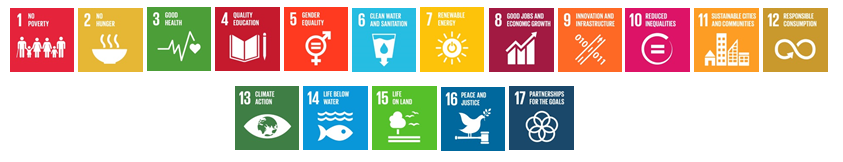 1 NO POVERTY
2 NO HUNGER
3 GOOD HEALTH
4 QUALITY EDUCATION
5 GENDER EQUALITY
6 CLEAN WATER AND SANITATION
7 RENEWABLE ENERGY
8 GOOD JOBS AND ECONOMIC GROWTH
9 INNOVATION AND INFRASTRUCTURE
010//
/011
10 REDUCED INEQUALITIES
11 SUSTAINABLE CITIES AND COMMUNITIES
12 RESPONSIBLE CONSUMPTION
13 CLIMATE ACTION
14 LIFE BELOW WATER
15 LIFE ON LAND
16 PEACE AND JUSTICE
17 PARTNERSHIPS FOR THE GOALS